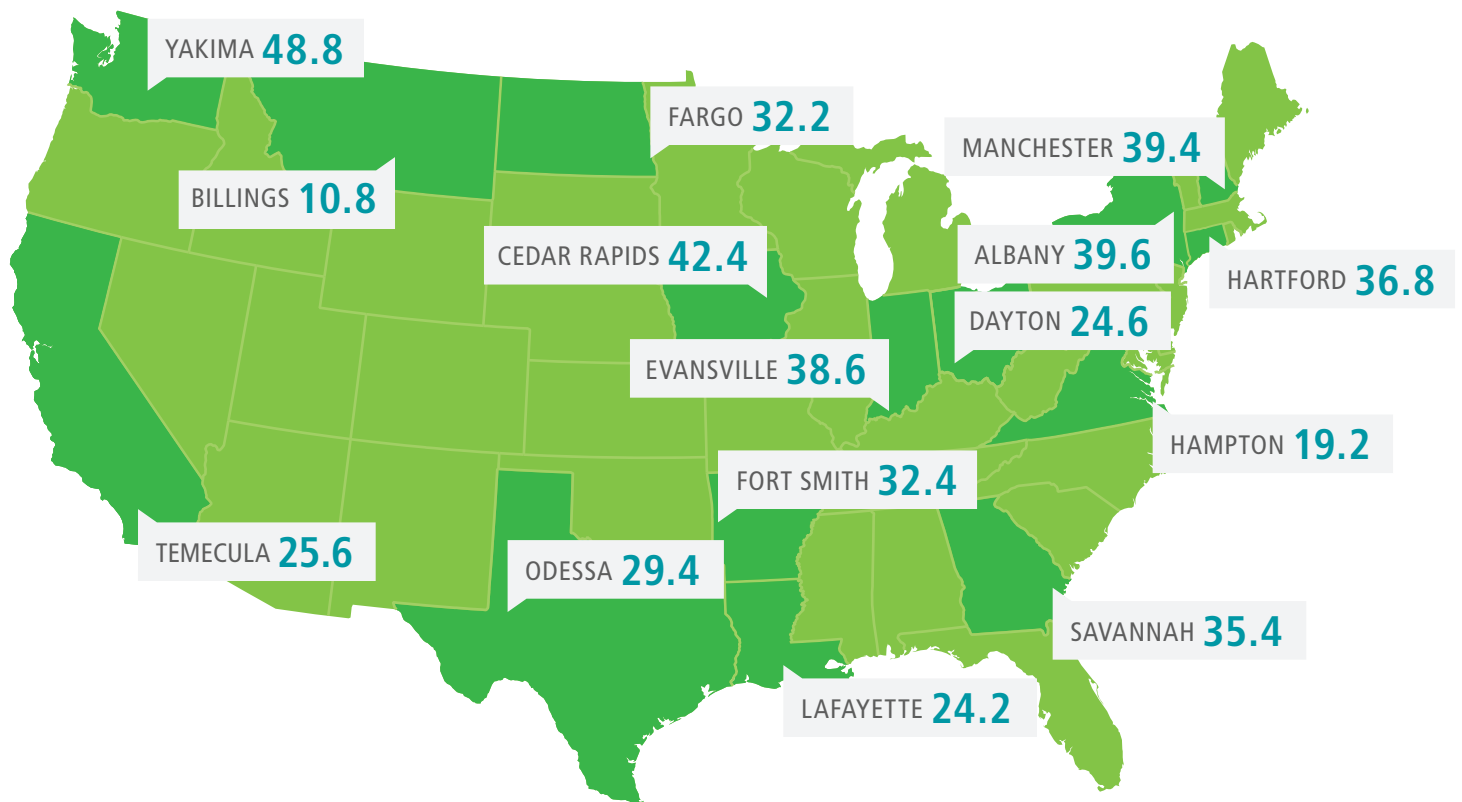 YAKIMA 48.8
FARGO 32.2
MANCHESTER 39.4
BILLINGS 10.8
CEDAR RAPIDS 42.4
ALBANY 39.6
HARTFORD 36.8
DAYTON 24.6
EVANSVILLE 38.6
HAMPTON 19.2
FORT SMITH 32.4
TEMECULA 25.6
ODESSA 29.4
SAVANNAH 35.4
LAFAYETTE 24.2